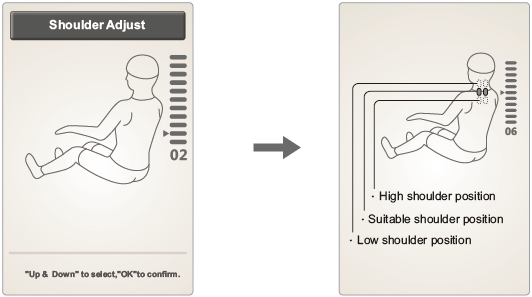 Shoulder Adjust
02
"Up & Down" to select,"OK"to confirm.
06
· High shoulder position
· Suitable shoulder position
· Low shoulder position